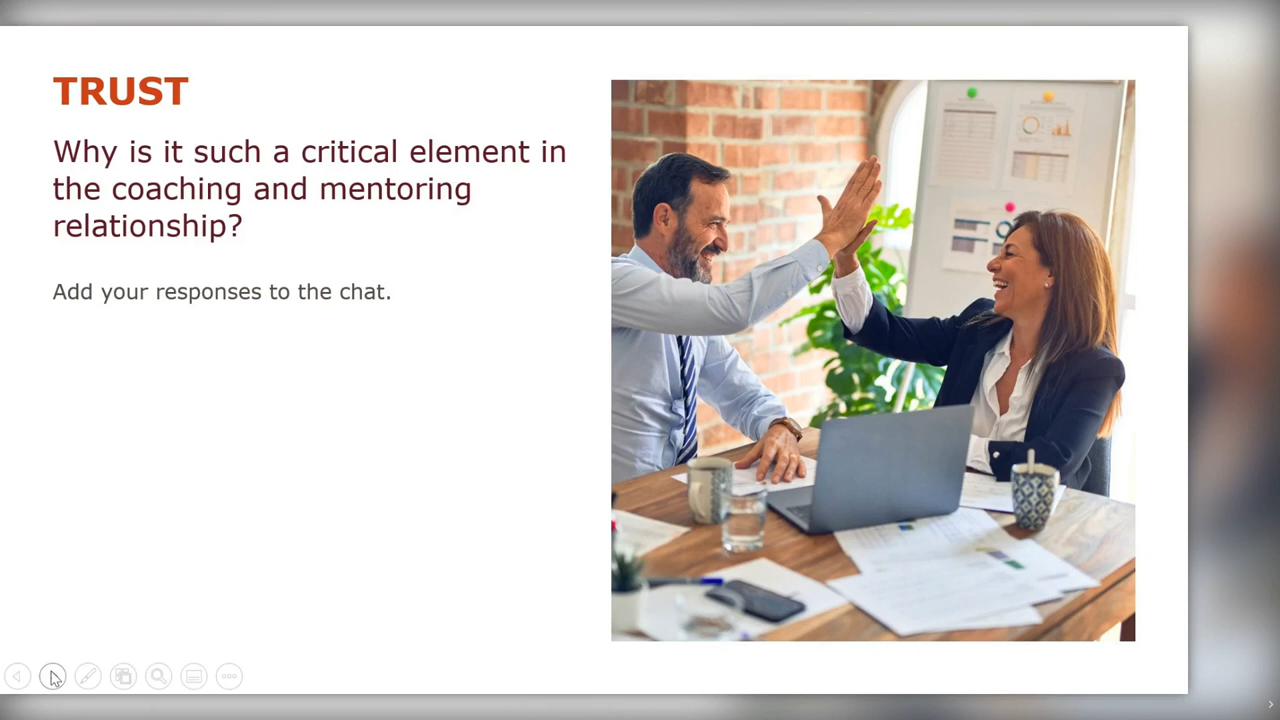 TRUST
Why is it such a critical element in
the coaching and mentoring
relationship?
Add your responses to the chat.